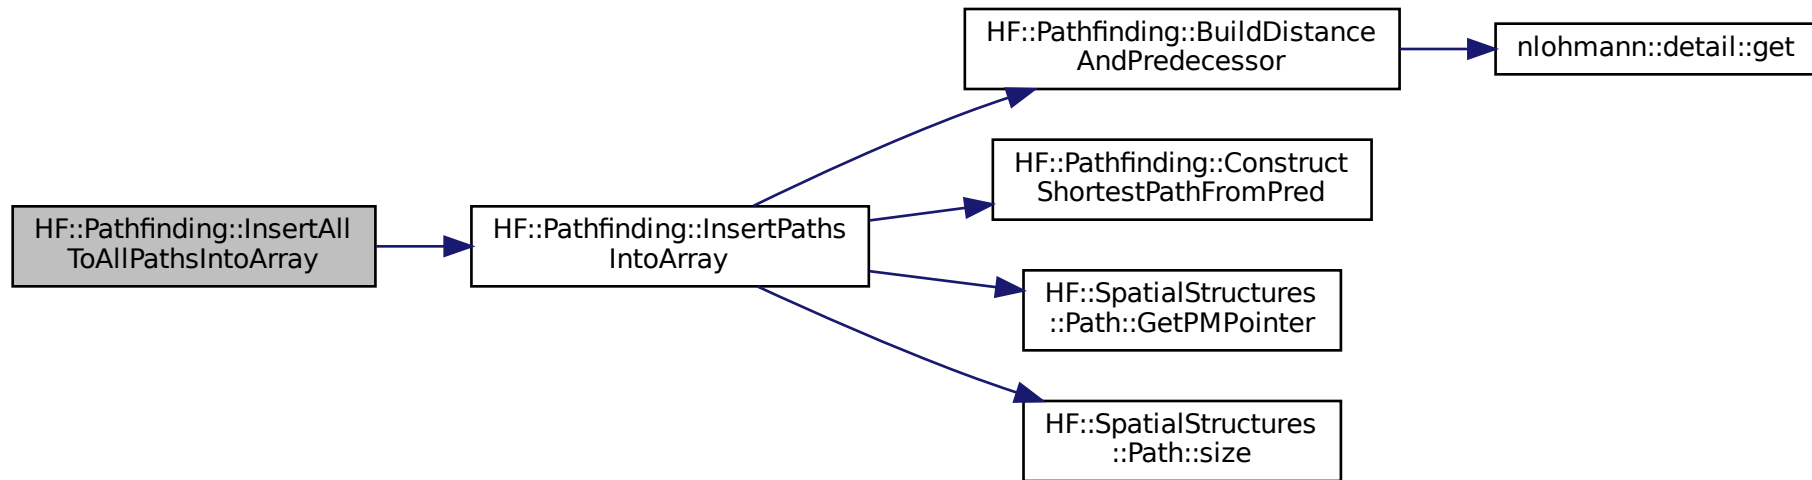 HF::Pathfinding::InsertAll
ToAllPathsIntoArray
HF::Pathfinding::InsertPaths
IntoArray
HF::Pathfinding::BuildDistance
AndPredecessor
nlohmann::detail::get
HF::Pathfinding::Construct
ShortestPathFromPred
HF::SpatialStructures
::Path::GetPMPointer
HF::SpatialStructures
::Path::size